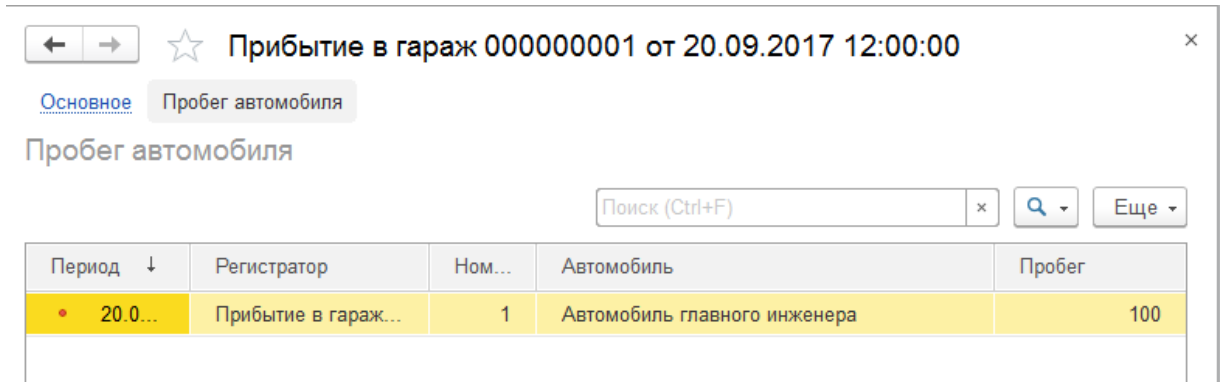 Прибытие в гараж 000000001 от 20.09.2017 12:00:00
Основное Пробег автомобиля
Пробег автомобиля
Поиск (Ctrl+F) × Еще
Период ↓ Регистратор Ном... Автомобиль Пробег
20.0... Прибытие в гараж... 1 Автомобиль главного инженера 100